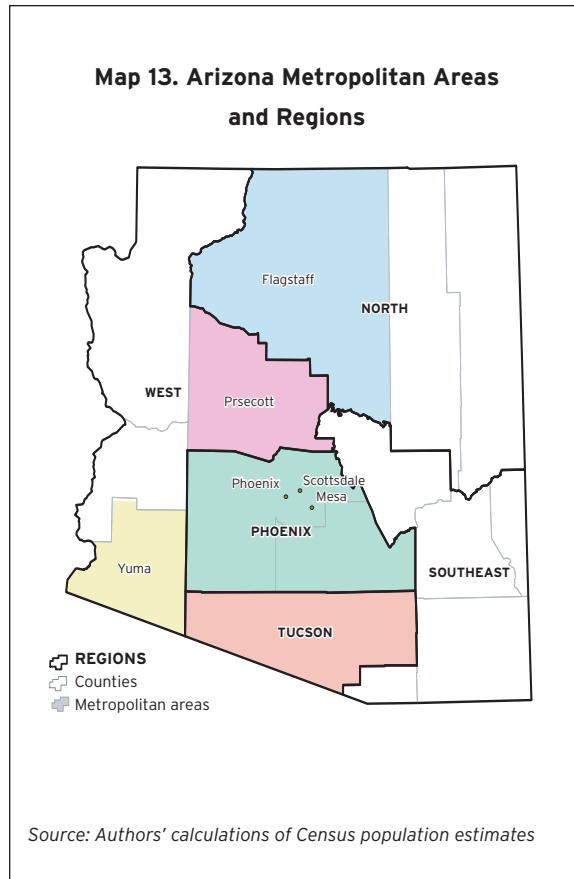 Map 13. Arizona Metropolitan Areas
and Regions
Flagstaff
NORTH
WEST
Prsecott
Phoenix
Scottsdale
Mesa
PHOENIX
Yuma
SOUTHEAST
TUCSON
REGIONS
Counties
Metropolitan areas
Source: Authors' calculations of Census population estimates